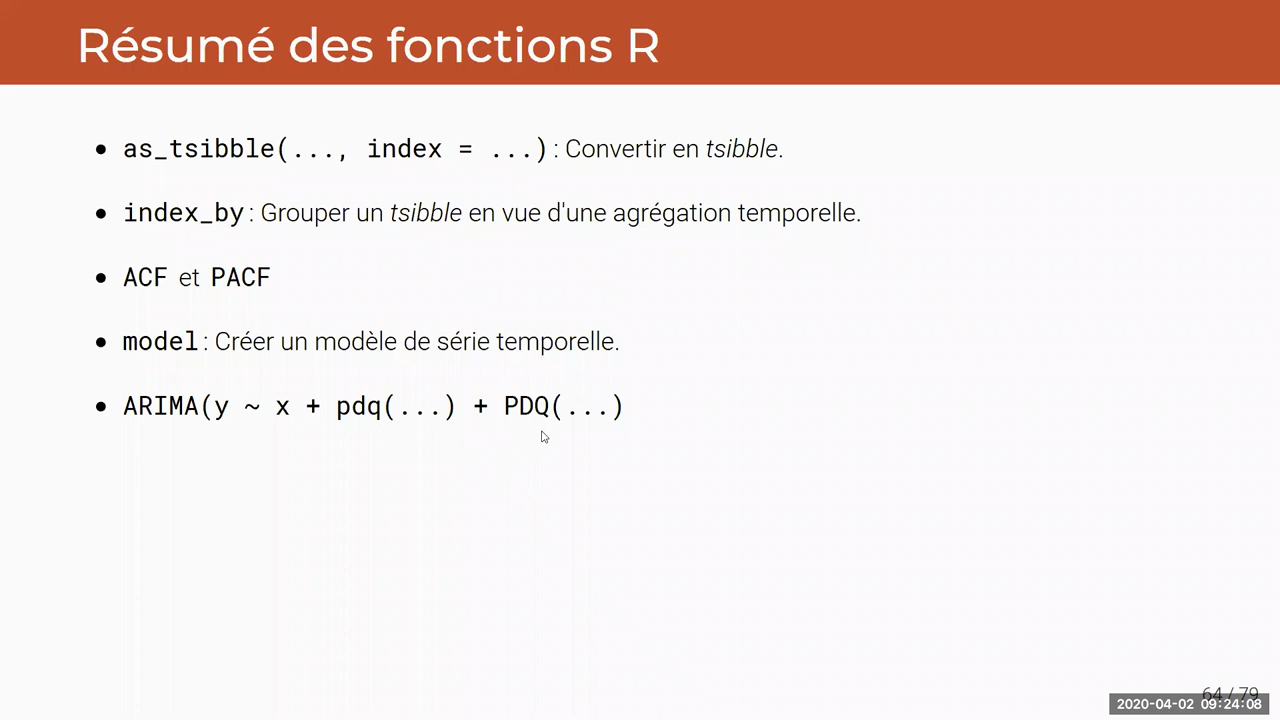 Résumé des fonctions R
• as_tsibble(..., index = ...) : Convertir en tsibble.
• index_by : Grouper un tsibble en vue d'une agrégation temporelle.
• ACF et PACF
• model : Créer un modèle de série temporelle.
• ARIMA(y ~ x + pdq(...) + PDQ(...)
64 / 79
2020-04-02 09:24:08